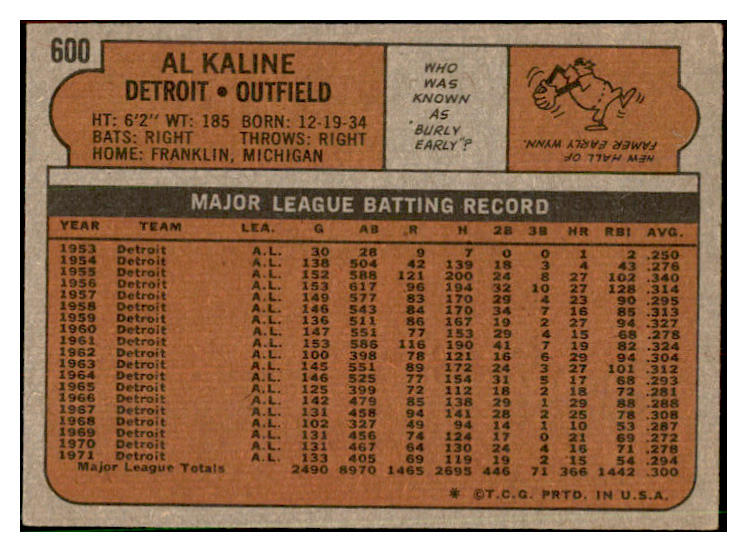 600
AL KALINE
DETROIT • OUTFIELD
HT: 6'2" WT: 185 BORN: 12-19-34
BATS: RIGHT THROWS: RIGHT
HOME: FRANKLIN, MICHIGAN
WHO
WAS
KNOWN
AS
"BURLY
EARLY"?
NEW HALL OF
FAMER EARLY WYNN.
MAJOR LEAGUE BATTING RECORD
YEAR TEAM LEA. G AB R H 2B 3B HR RBI AVG.
1953 Detroit A.L. 30 28 9 7 0 0 1 2 .250
1954 Detroit A.L. 138 504 42 139 18 3 4 43 .276
1955 Detroit A.L. 152 588 121 200 24 8 27 102 .340
1956 Detroit A.L. 153 617 96 194 32 10 27 128 .314
1957 Detroit A.L. 149 577 83 170 29 4 23 90 .295
1958 Detroit A.L. 146 543 84 170 34 7 16 85 .313
1959 Detroit A.L. 136 511 86 167 19 2 27 94 .327
1960 Detroit A.L. 147 551 77 153 29 4 15 68 .278
1961 Detroit A.L. 153 586 116 190 41 7 19 82 .324
1962 Detroit A.L. 100 398 78 121 16 6 29 94 .304
1963 Detroit A.L. 145 551 89 172 24 3 27 101 .312
1964 Detroit A.L. 146 525 77 154 31 5 17 68 .293
1965 Detroit A.L. 125 399 72 112 18 2 18 72 .281
1966 Detroit A.L. 142 479 85 138 29 1 29 88 .288
1967 Detroit A.L. 131 458 94 141 28 2 25 78 .308
1968 Detroit A.L. 102 327 49 94 14 1 10 53 .287
1969 Detroit A.L. 131 456 74 124 17 0 21 69 .272
1970 Detroit A.L. 131 467 64 130 24 4 16 71 .278
1971 Detroit A.L. 133 405 69 119 19 2 15 54 .294
Major League Totals 2490 8970 1465 2695 446 71 366 1442 .300
* ©T.C.G. PRTD. IN U.S.A.